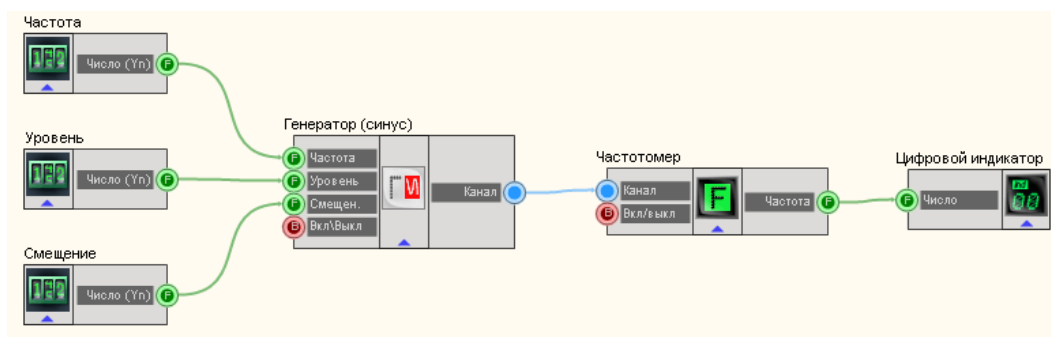 Частота
Число (Yn)
Уровень
Число (Yn)
Смещение
Число (Yn)
Генератор (синус)
Частота
Уровень
Смещен.
Вкл\Выкл
Канал
Частотомер
Канал
Вкл/выкл
Частота
Цифровой индикатор
Число